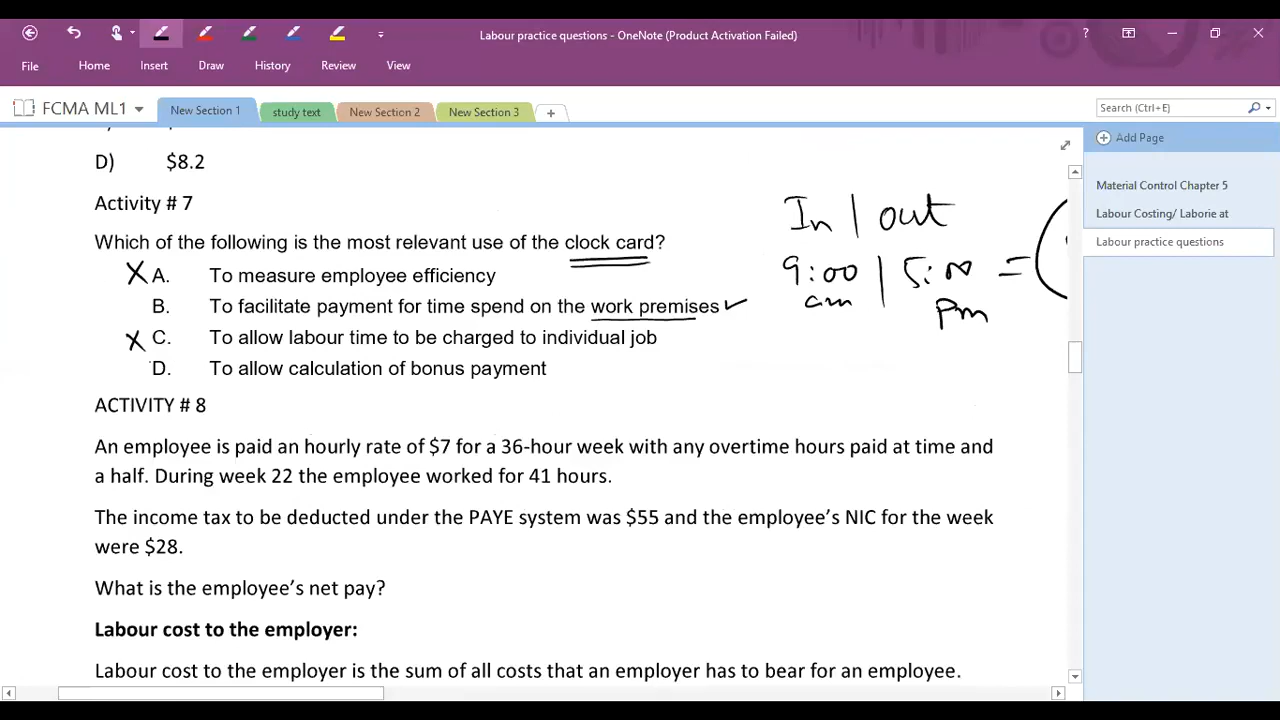 Labour practice questions - OneNote (Product Activation Failed)
?
File Home Insert Draw History Review View
FCMA ML1 New Section 1 study text New Section 2 New Section 3 +
Search (Ctrl+E)
Add Page
Material Control Chapter 5
Labour Costing/ Laborie at
Labour practice questions
D) $8.2
Activity # 7
Which of the following is the most relevant use of the clock card?
X A. To measure employee efficiency
B. To facilitate payment for time spend on the work premises ✓
X C. To allow labour time to be charged to individual job
D. To allow calculation of bonus payment
In | out
9:00 | 5:00 =
am pm
ACTIVITY # 8
An employee is paid an hourly rate of $7 for a 36-hour week with any overtime hours paid at time and
a half. During week 22 the employee worked for 41 hours.
The income tax to be deducted under the PAYE system was $55 and the employee's NIC for the week
were $28.
What is the employee's net pay?
Labour cost to the employer:
Labour cost to the employer is the sum of all costs that an employer has to bear for an employee.